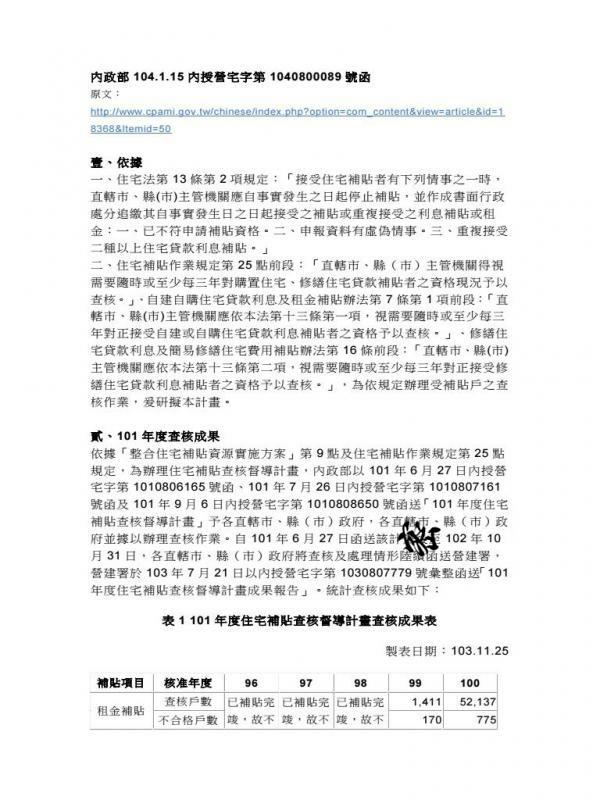 內政部 104.1.15 內授營宅字第 1040800089 號函
原文：
http://www.cpami.gov.tw/chinese/index.php?option=com_content&view=article&id=1
8368&Itemid=50
壹、依據
一、住宅法第 13 條第 2 項規定：「接受住宅補貼者有下列情事之一時，
直轄市、縣(市)主管機關應自事實發生之日起停止補貼，並作成書面行政
處分追繳其自事實發生日之日起接受之補貼或重複接受之利息補貼或租
金：一、已不符申請補貼資格。二、申報資料有虛偽情事。三、重複接受
二種以上住宅貸款利息補貼。」
二、住宅補貼作業規定第 25 點前段：「直轄市、縣（市）主管機關得視
需要隨時或至少每三年對購置住宅、修繕住宅貸款補貼者之資格現況予以
查核。」、自建自購住宅貸款利息及租金補貼辦法第 7 條第 1 項前段：「直
轄市、縣(市)主管機關應依本法第十三條第一項，視需要隨時或至少每三
年對正接受自建或自購住宅貸款利息補貼者之資格予以查核。」、修繕住
宅貸款利息及簡易修繕住宅費用補貼辦法第 16 條前段：「直轄市、縣(市)
主管機關應依本法第十三條第二項，視需要隨時或至少每三年對正接受修
繕住宅貸款利息補貼者之資格予以查核。」，為依規定辦理受補貼戶之查
核作業，爰研擬本計畫。
貳、101 年度查核成果
依據「整合住宅補貼資源實施方案」第 9 點及住宅補貼作業規定第 25 點
規定，為辦理住宅補貼查核督導計畫，內政部以 101 年 6 月 27 日內授營
宅字第 1010806165 號函、101 年 7 月 26 日內授營宅字第 1010807161
號函及 101 年 9 月 6 日內授營宅字第 1010808650 號函送「101 年度住宅
補貼查核督導計畫」予各直轄市、縣（市）政府，各直轄市、縣（市）政
府並據以辦理查核作業。自 101 年 6 月 27 日函送該計 至 102 年 10
月 31 日，各直轄市、縣（市）政府將查核及處理情形陸續函送營建署，
營建署於 103 年 7 月 21 日以內授營宅字第 1030807779 號彙整函送「101
年度住宅補貼查核督導計畫成果報告」。統計查核成果如下：
表 1 101 年度住宅補貼查核督導計畫查核成果表
製表日期：103.11.25
補貼項目 核准年度 96 97 98 99 100
租金補貼 查核戶數 已補貼完 已補貼完 已補貼完 1,411 52,137
不合格戶數 竣，故不 竣，故不 竣，故不 170 775